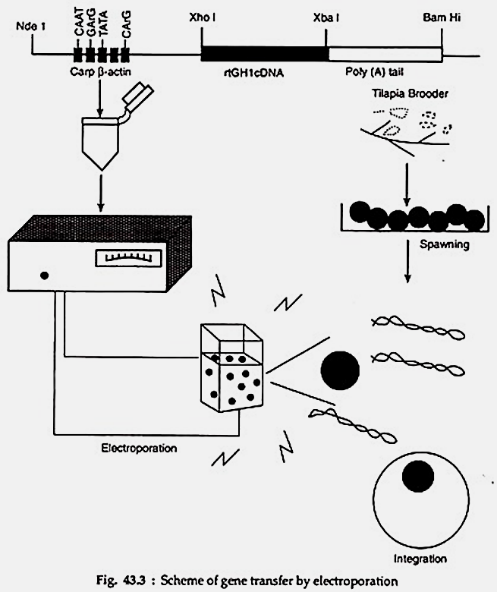 Nde 1
CAAT
GArG
TATA
CArG
Xho I
Xba I
Bam Hi
Carp β-actin
rtGH1cDNA
Poly (A) tail
Tilapia Brooder
Spawning
Electroporation
Integration
Fig. 43.3 : Scheme of gene transfer by electroporation